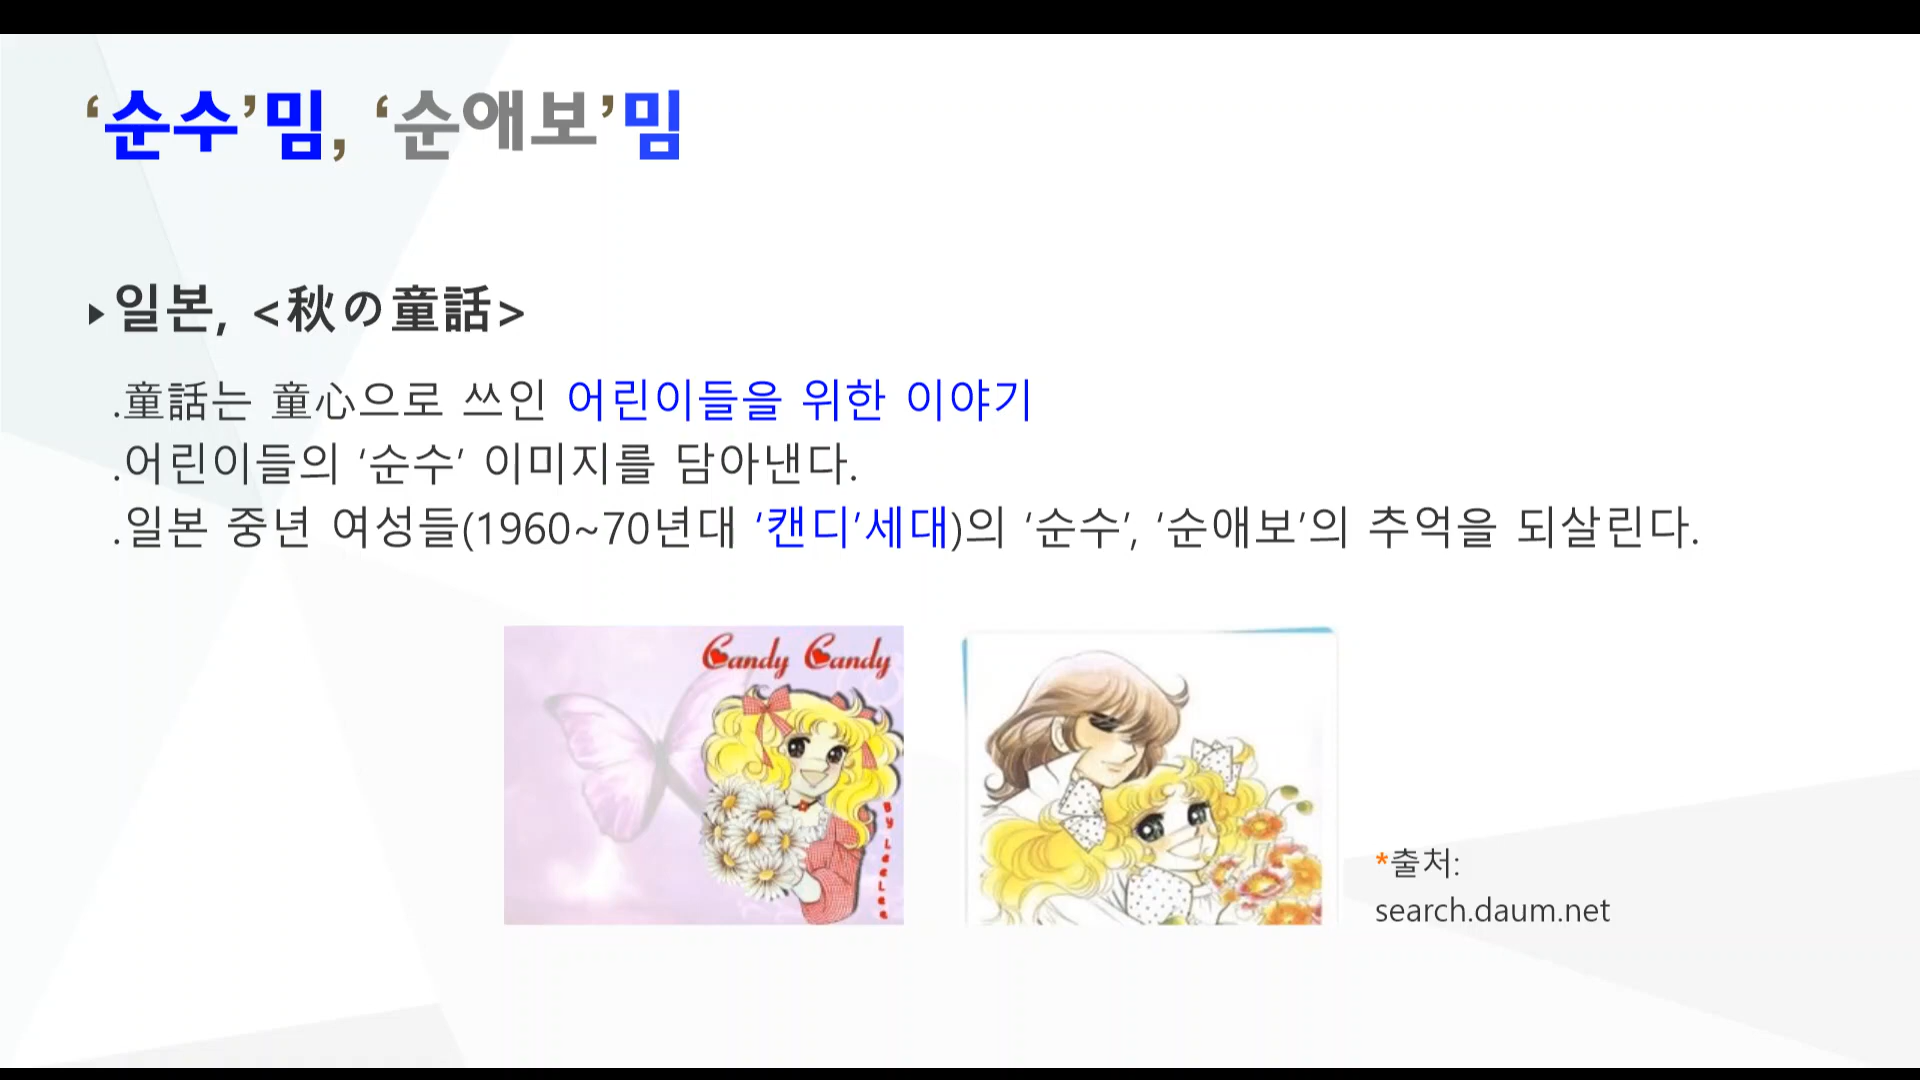 ‘순수’밈, ‘순애보’밈
▸일본, <秋の童話>
.童話는 童心으로 쓰인 어린이들을 위한 이야기
.어린이들의 ‘순수’ 이미지를 담아낸다.
.일본 중년 여성들(1960~70년대 ‘캔디’세대)의 ‘순수’, ‘순애보’의 추억을 되살린다.
Candy Candy
By LeeLee
*출처:
search.daum.net